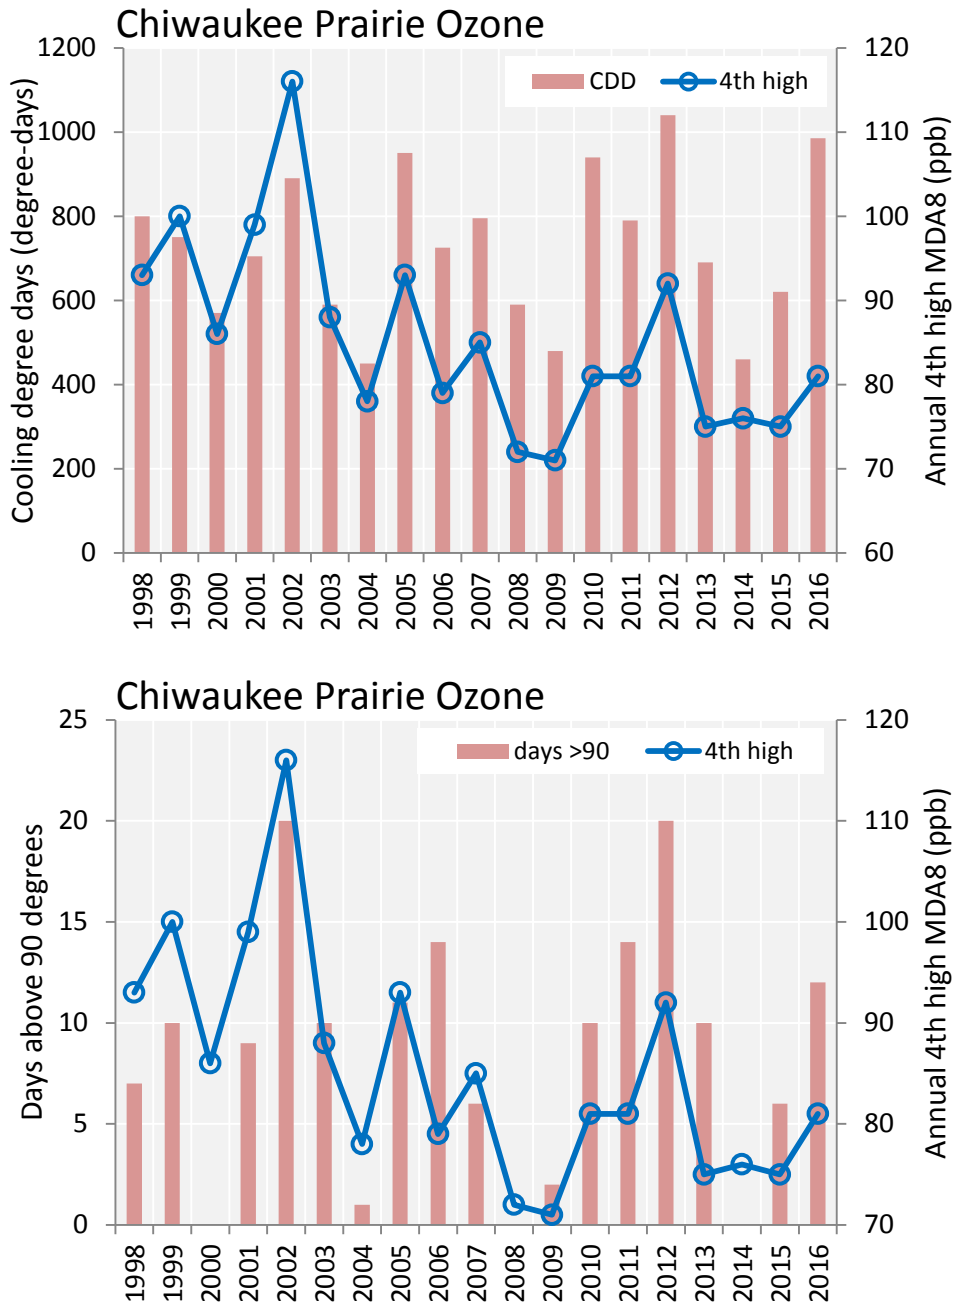 Chiwaukee Prairie Ozone
CDD 4th high
Cooling degree days (degree-days)
1200
1000
800
600
400
200
0
120
110
100
90
80
70
60
Annual 4th high MDA8 (ppb)
1998 1999 2000 2001 2002 2003 2004 2005 2006 2007 2008 2009 2010 2011 2012 2013 2014 2015 2016
Chiwaukee Prairie Ozone
days >90 4th high
Days above 90 degrees
25
20
15
10
5
0
120
110
100
90
80
70
Annual 4th high MDA8 (ppb)
1998 1999 2000 2001 2002 2003 2004 2005 2006 2007 2008 2009 2010 2011 2012 2013 2014 2015 2016